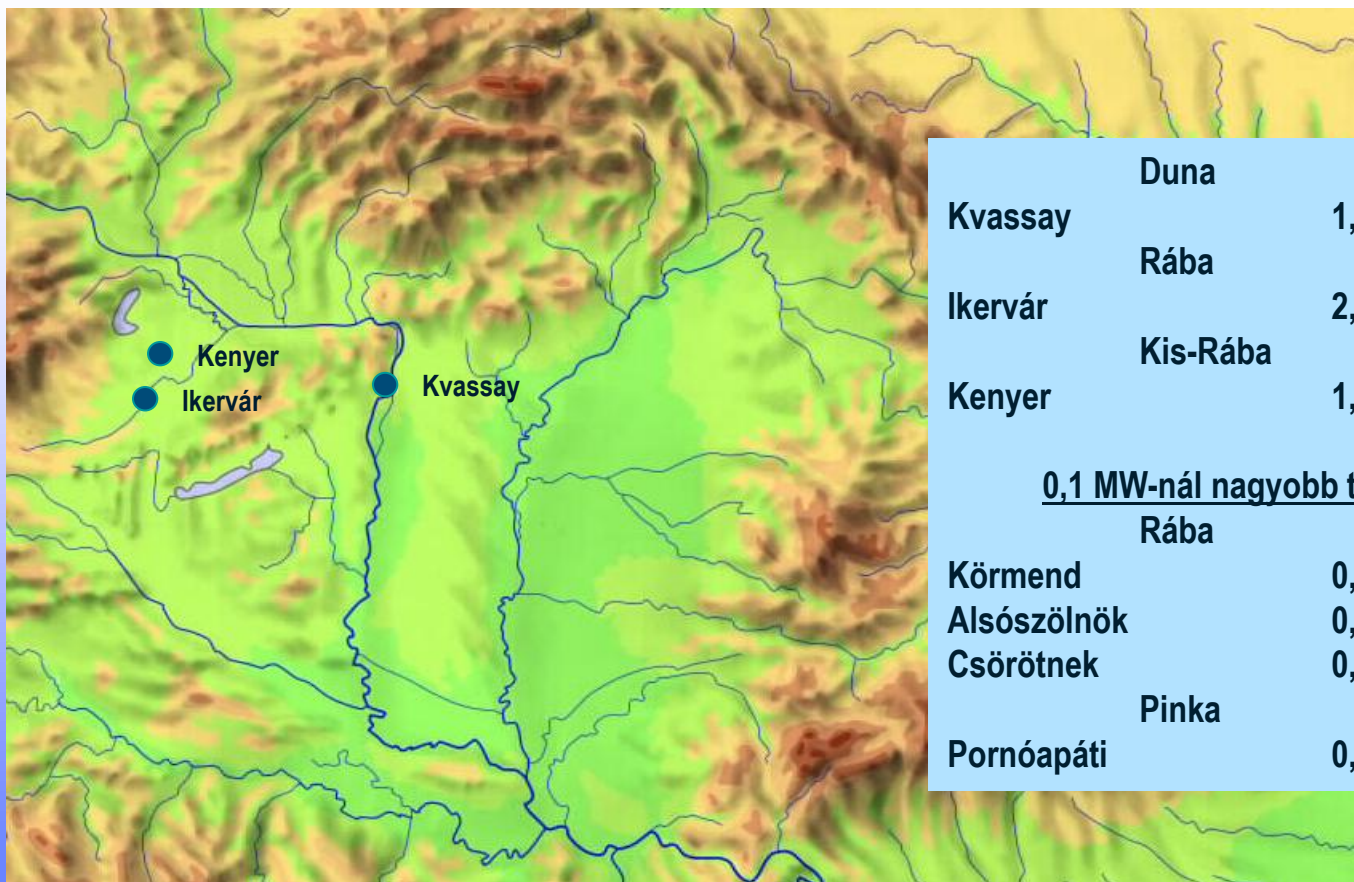 Kenyer
Ikervár
Kvassay
Duna
Kvassay 1,
Rába
Ikervár 2,
Kis-Rába
Kenyer 1,
0,1 MW-nál nagyobb t
Rába
Körmend 0,
Alsószölnök 0,
Csörötnek 0,
Pinka
Pornóapáti 0,